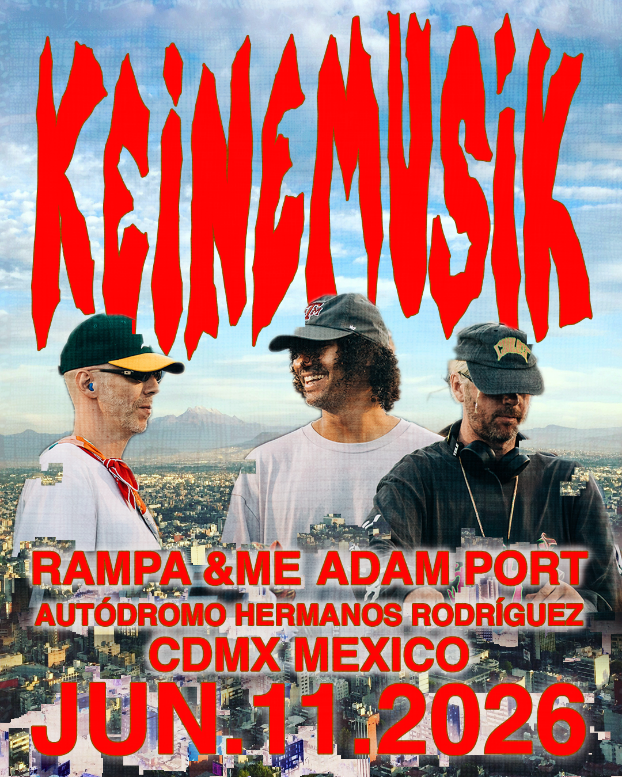 KEiNEMUSiK
RAMPA &ME ADAM PORT
AUTÓDROMO HERMANOS RODRÍGUEZ
CDMX MEXICO
JUN.11.2026